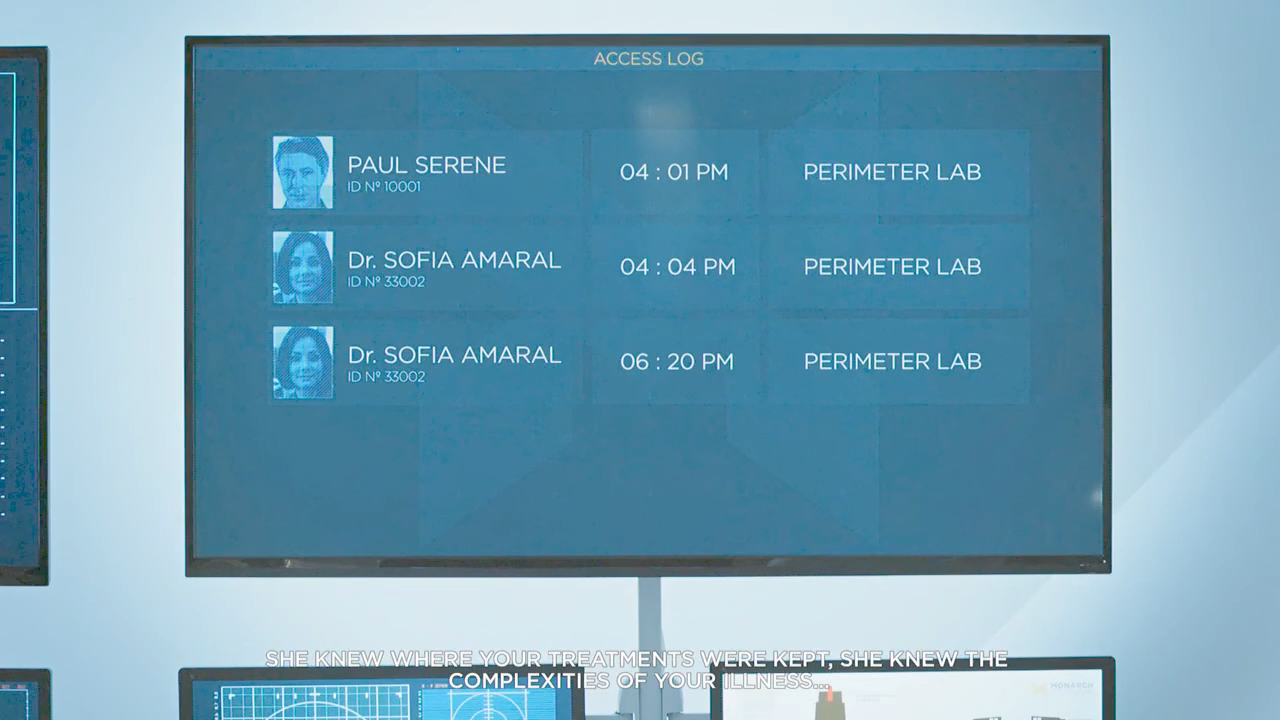 ACCESS LOG
PAUL SERENE
ID Nº 10001
04 : 01 PM
PERIMETER LAB
Dr. SOFIA AMARAL
ID Nº 33002
04 : 04 PM
PERIMETER LAB
Dr. SOFIA AMARAL
ID Nº 33002
06 : 20 PM
PERIMETER LAB
SHE KNEW WHERE YOUR TREATMENTS WERE KEPT, SHE KNEW THE
COMPLEXITIES OF YOUR ILLNESS...
MONARCH